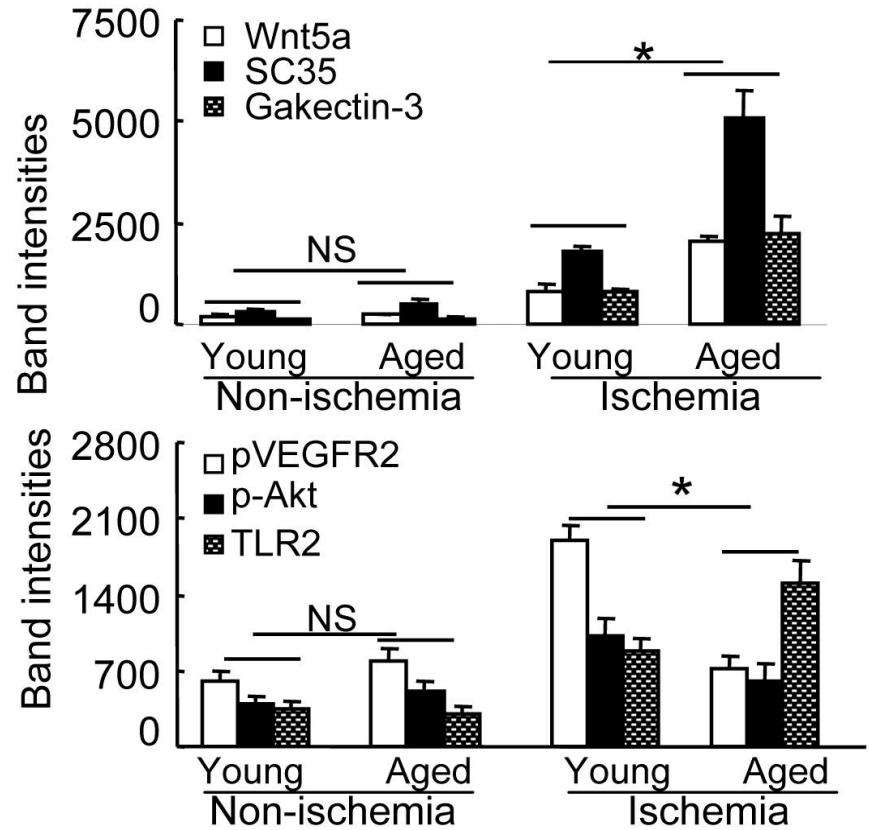 7500
Wnt5a
SC35
Gakectin-3
*
5000
2500
NS
0
Band intensities
Young Aged Young Aged
Non-ischemia Ischemia
2800
pVEGFR2
p-Akt
TLR2
*
2100
1400
NS
700
0
Band intensities
Young Aged Young Aged
Non-ischemia Ischemia